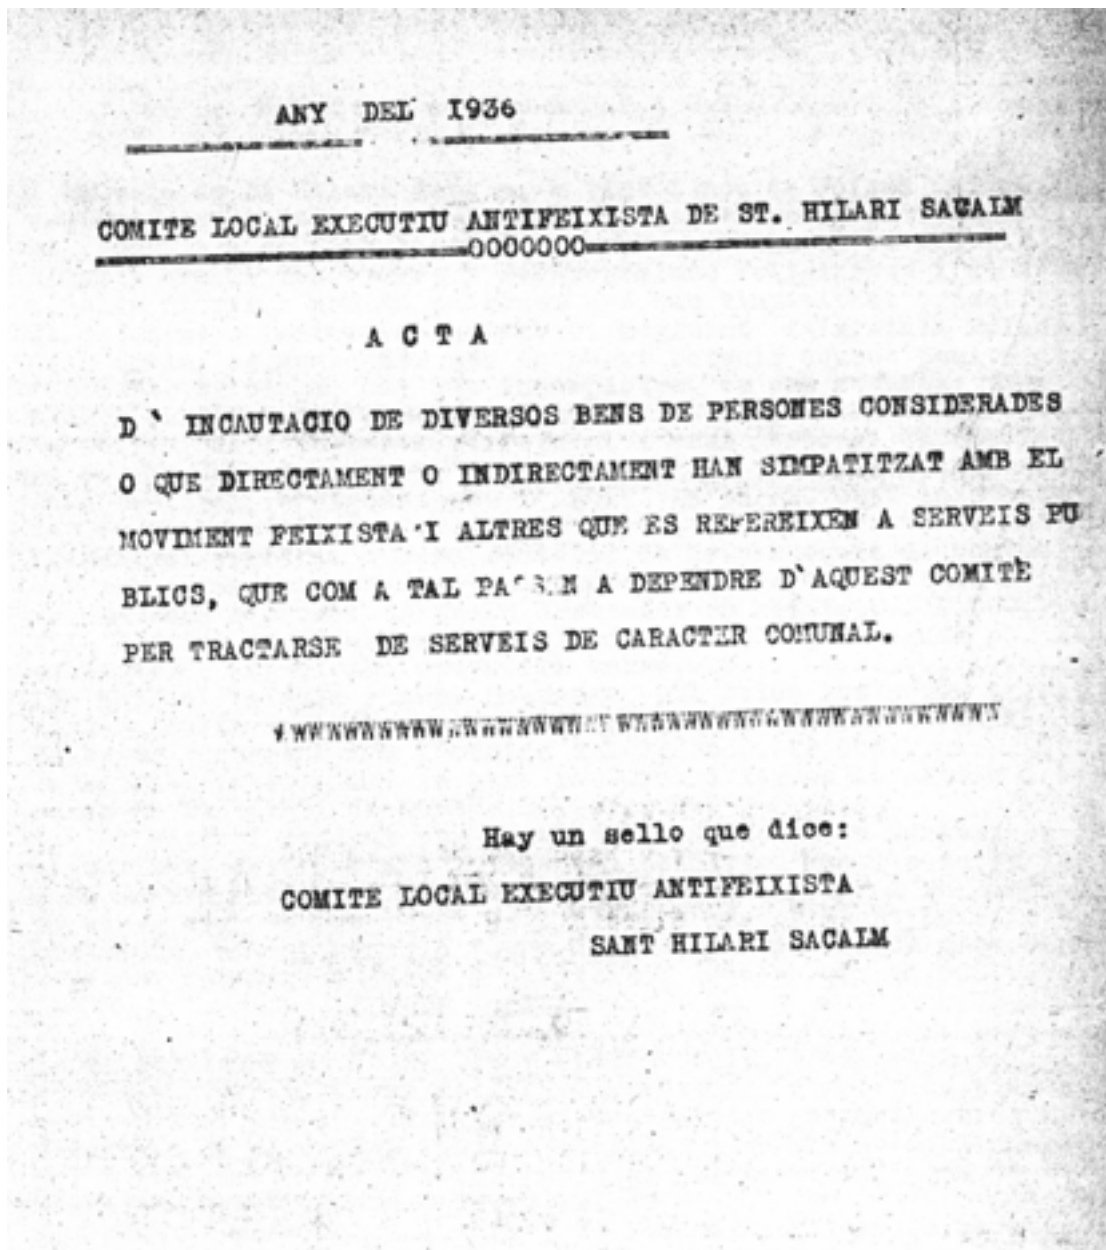 ANY DEL 1936
COMITE LOCAL EXECUTIU ANTIFEIXISTA DE ST. HILARI SACALM
0000000
A C T A
D` INCAUTACIO DE DIVERSOS BENS DE PERSONES CONSIDERADES
O QUE DIRECTAMENT O INDIRECTAMENT HAN SIMPATITZAT AMB EL
MOVIMENT FEIXISTA I ALTRES QUE ES REFEREIXEN A SERVEIS PU
BLICS, QUE COM A TAL A DEPENDRE D`AQUEST COMITÈ
PER TRACTARSE DE SERVEIS DE CARACTER COMUNAL.
Hay un sello que dice:
COMITE LOCAL EXECUTIU ANTIFEIXISTA
SANT HILARI SACALM